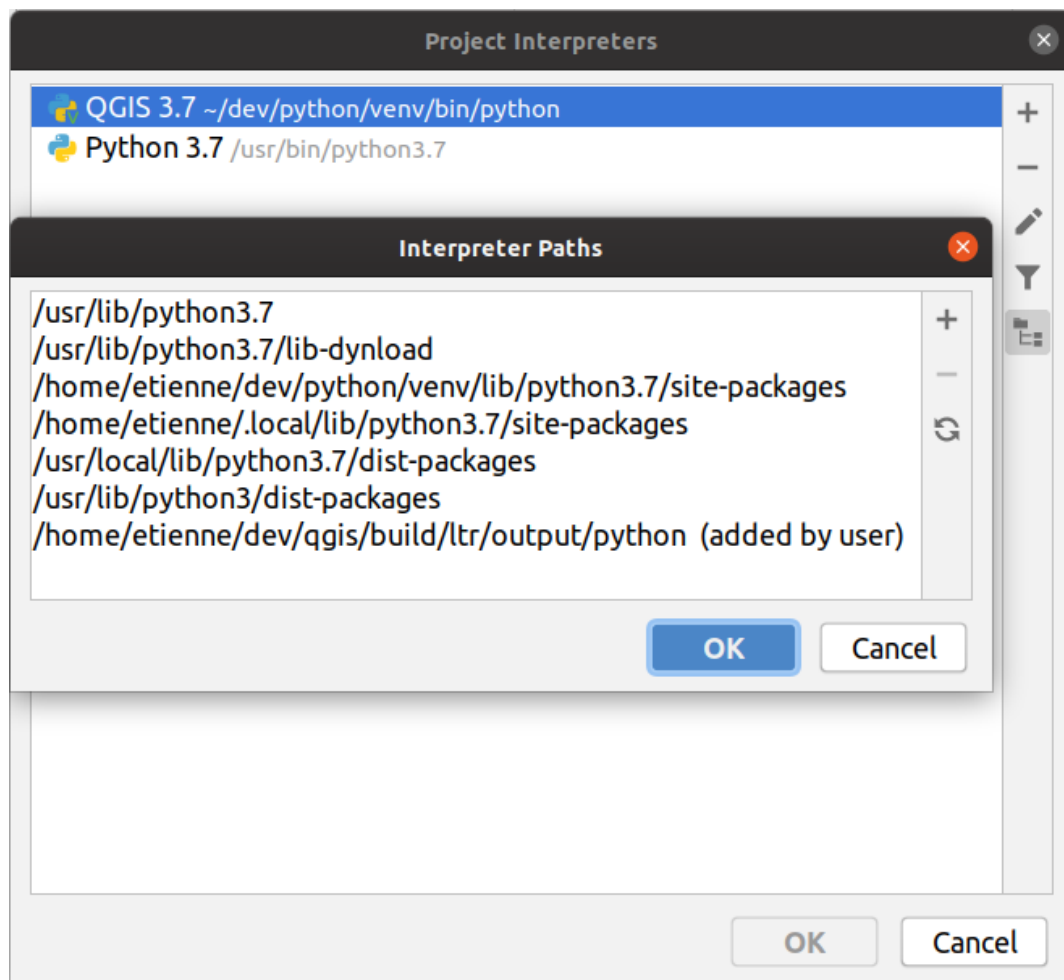 Project Interpreters
QGIS 3.7 ~/dev/python/venv/bin/python
Python 3.7 /usr/bin/python3.7
Interpreter Paths
/usr/lib/python3.7
/usr/lib/python3.7/lib-dynload
/home/etienne/dev/python/venv/lib/python3.7/site-packages
/home/etienne/.local/lib/python3.7/site-packages
/usr/local/lib/python3.7/dist-packages
/usr/lib/python3/dist-packages
/home/etienne/dev/qgis/build/ltr/output/python (added by user)
OK Cancel
OK Cancel